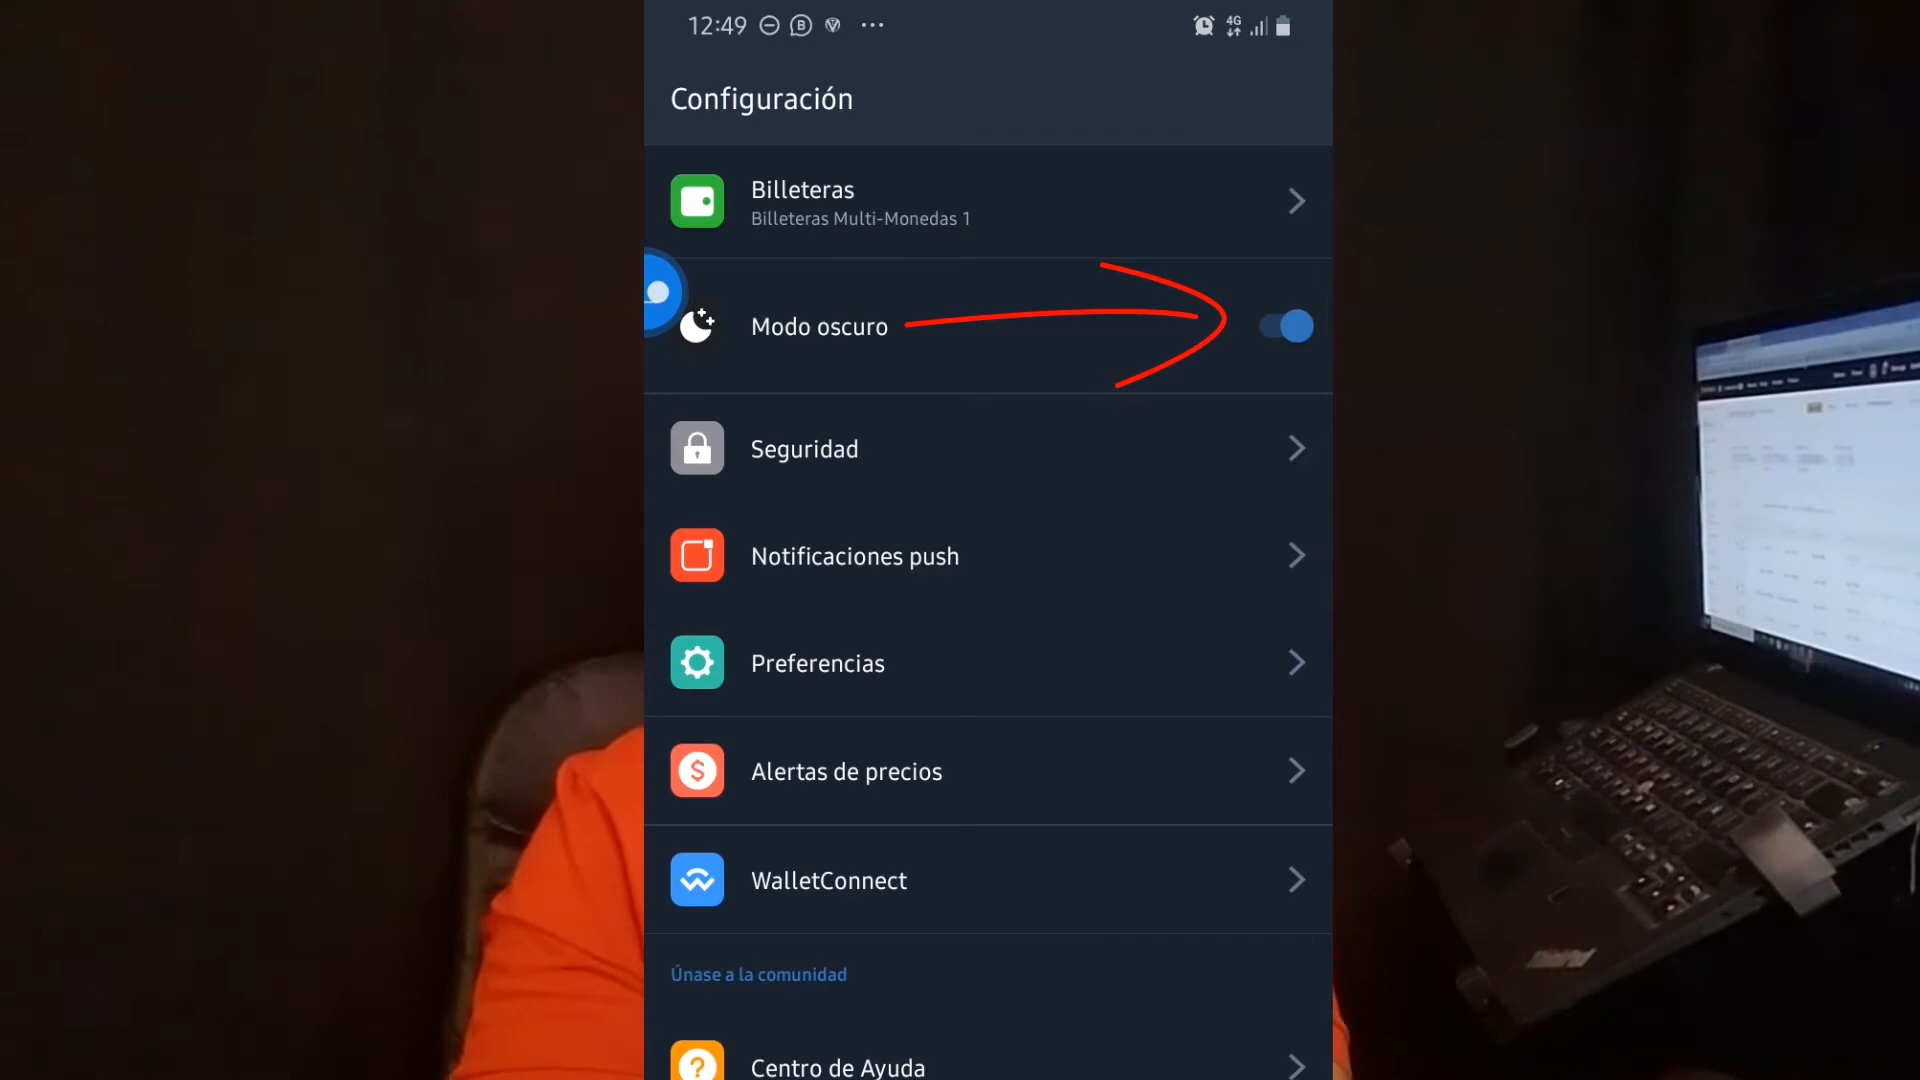 12:49
4G
Configuración
Billeteras
Billeteras Multi-Monedas 1
Modo oscuro
Seguridad
Notificaciones push
Preferencias
Alertas de precios
WalletConnect
Únase a la comunidad
Centro de Ayuda